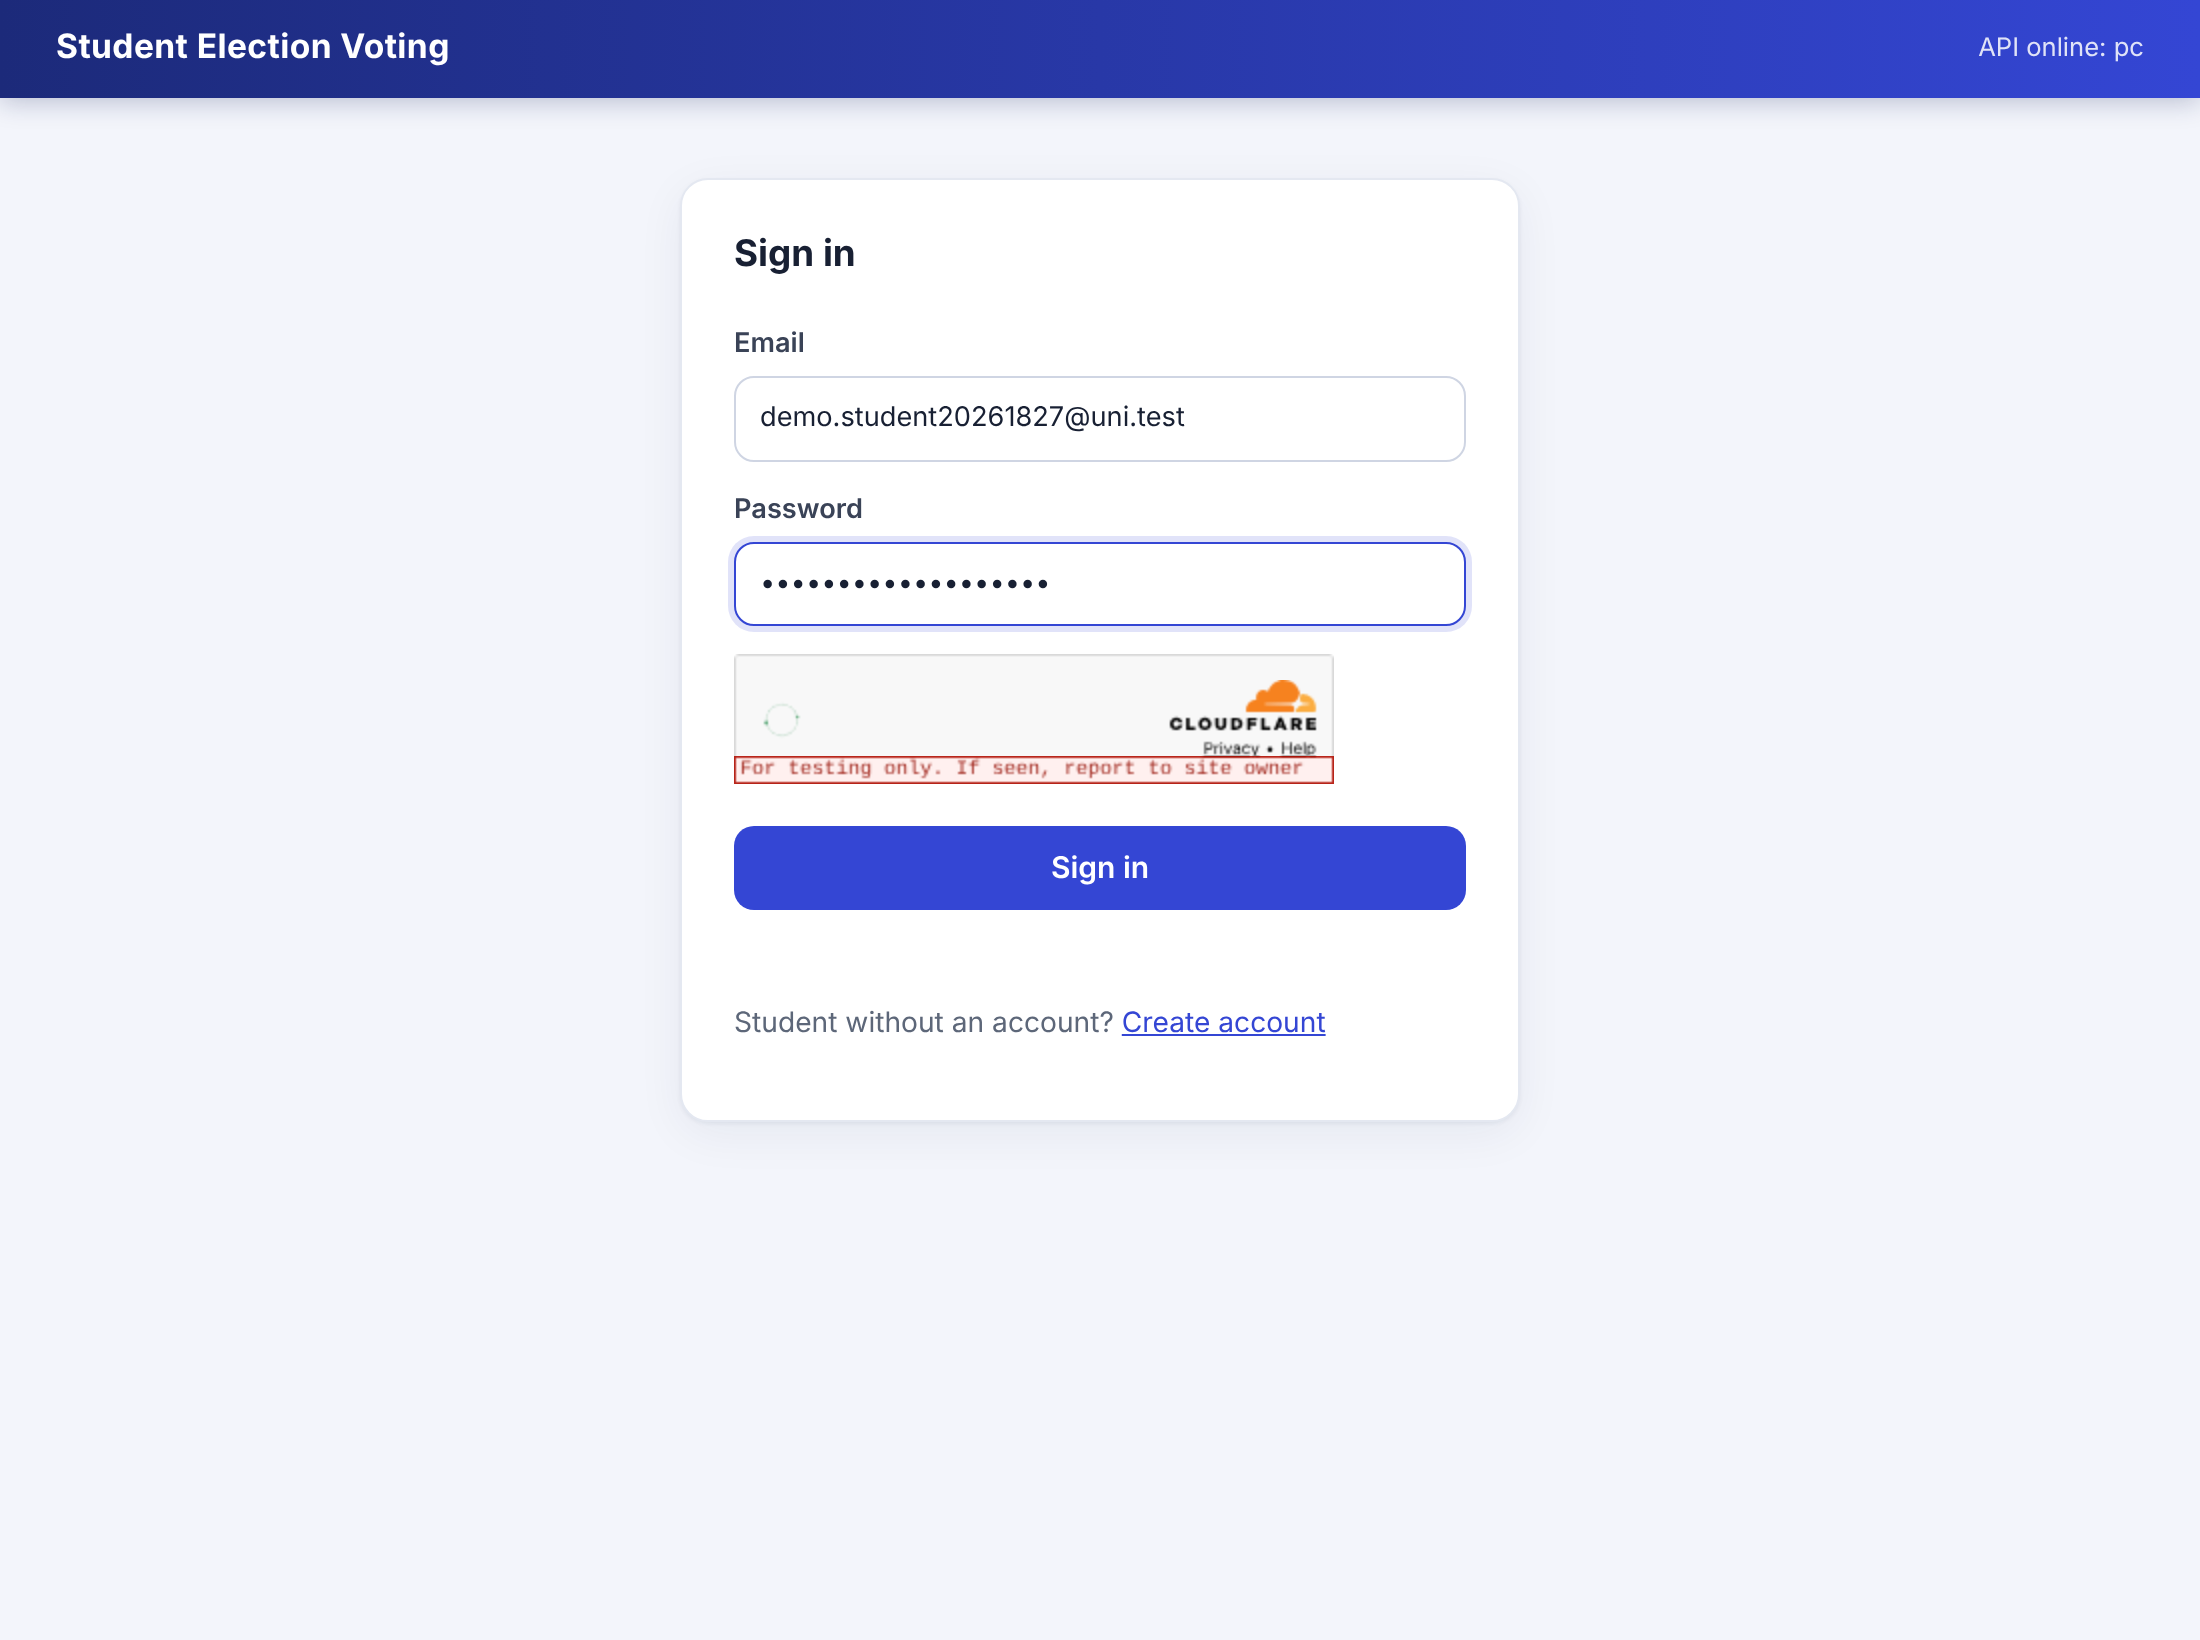 Student Election Voting
API online: pc
Sign in
Email
demo.student20261827@uni.test
Password
•••••••••••••••••••
CLOUDFLARE
Privacy • Help
For testing only. If seen, report to site owner
Sign in
Student without an account? Create account